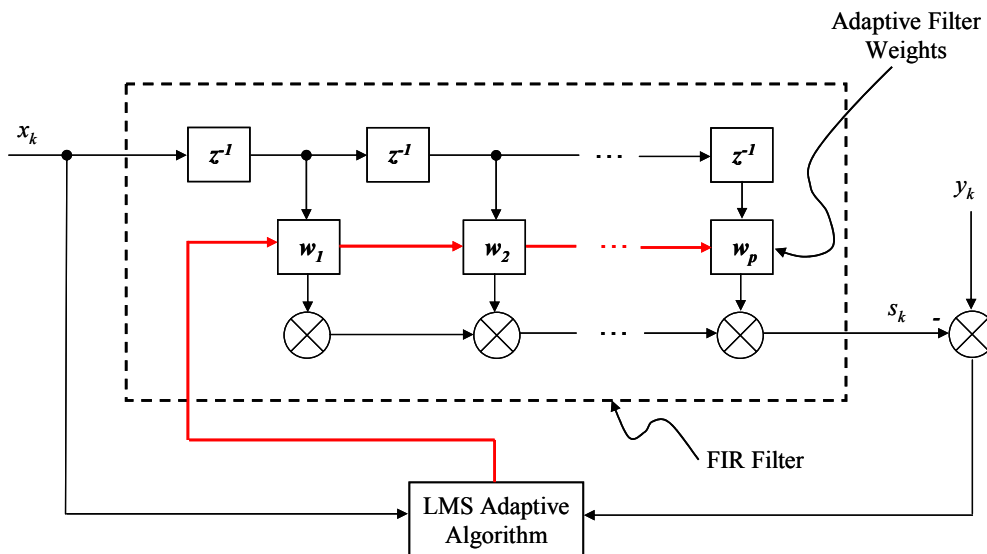 Adaptive Filter
Weights
x_k
z^-1
z^-1
...
z^-1
y_k
w_1
w_2
...
w_p
s_k
-
...
FIR Filter
LMS Adaptive
Algorithm